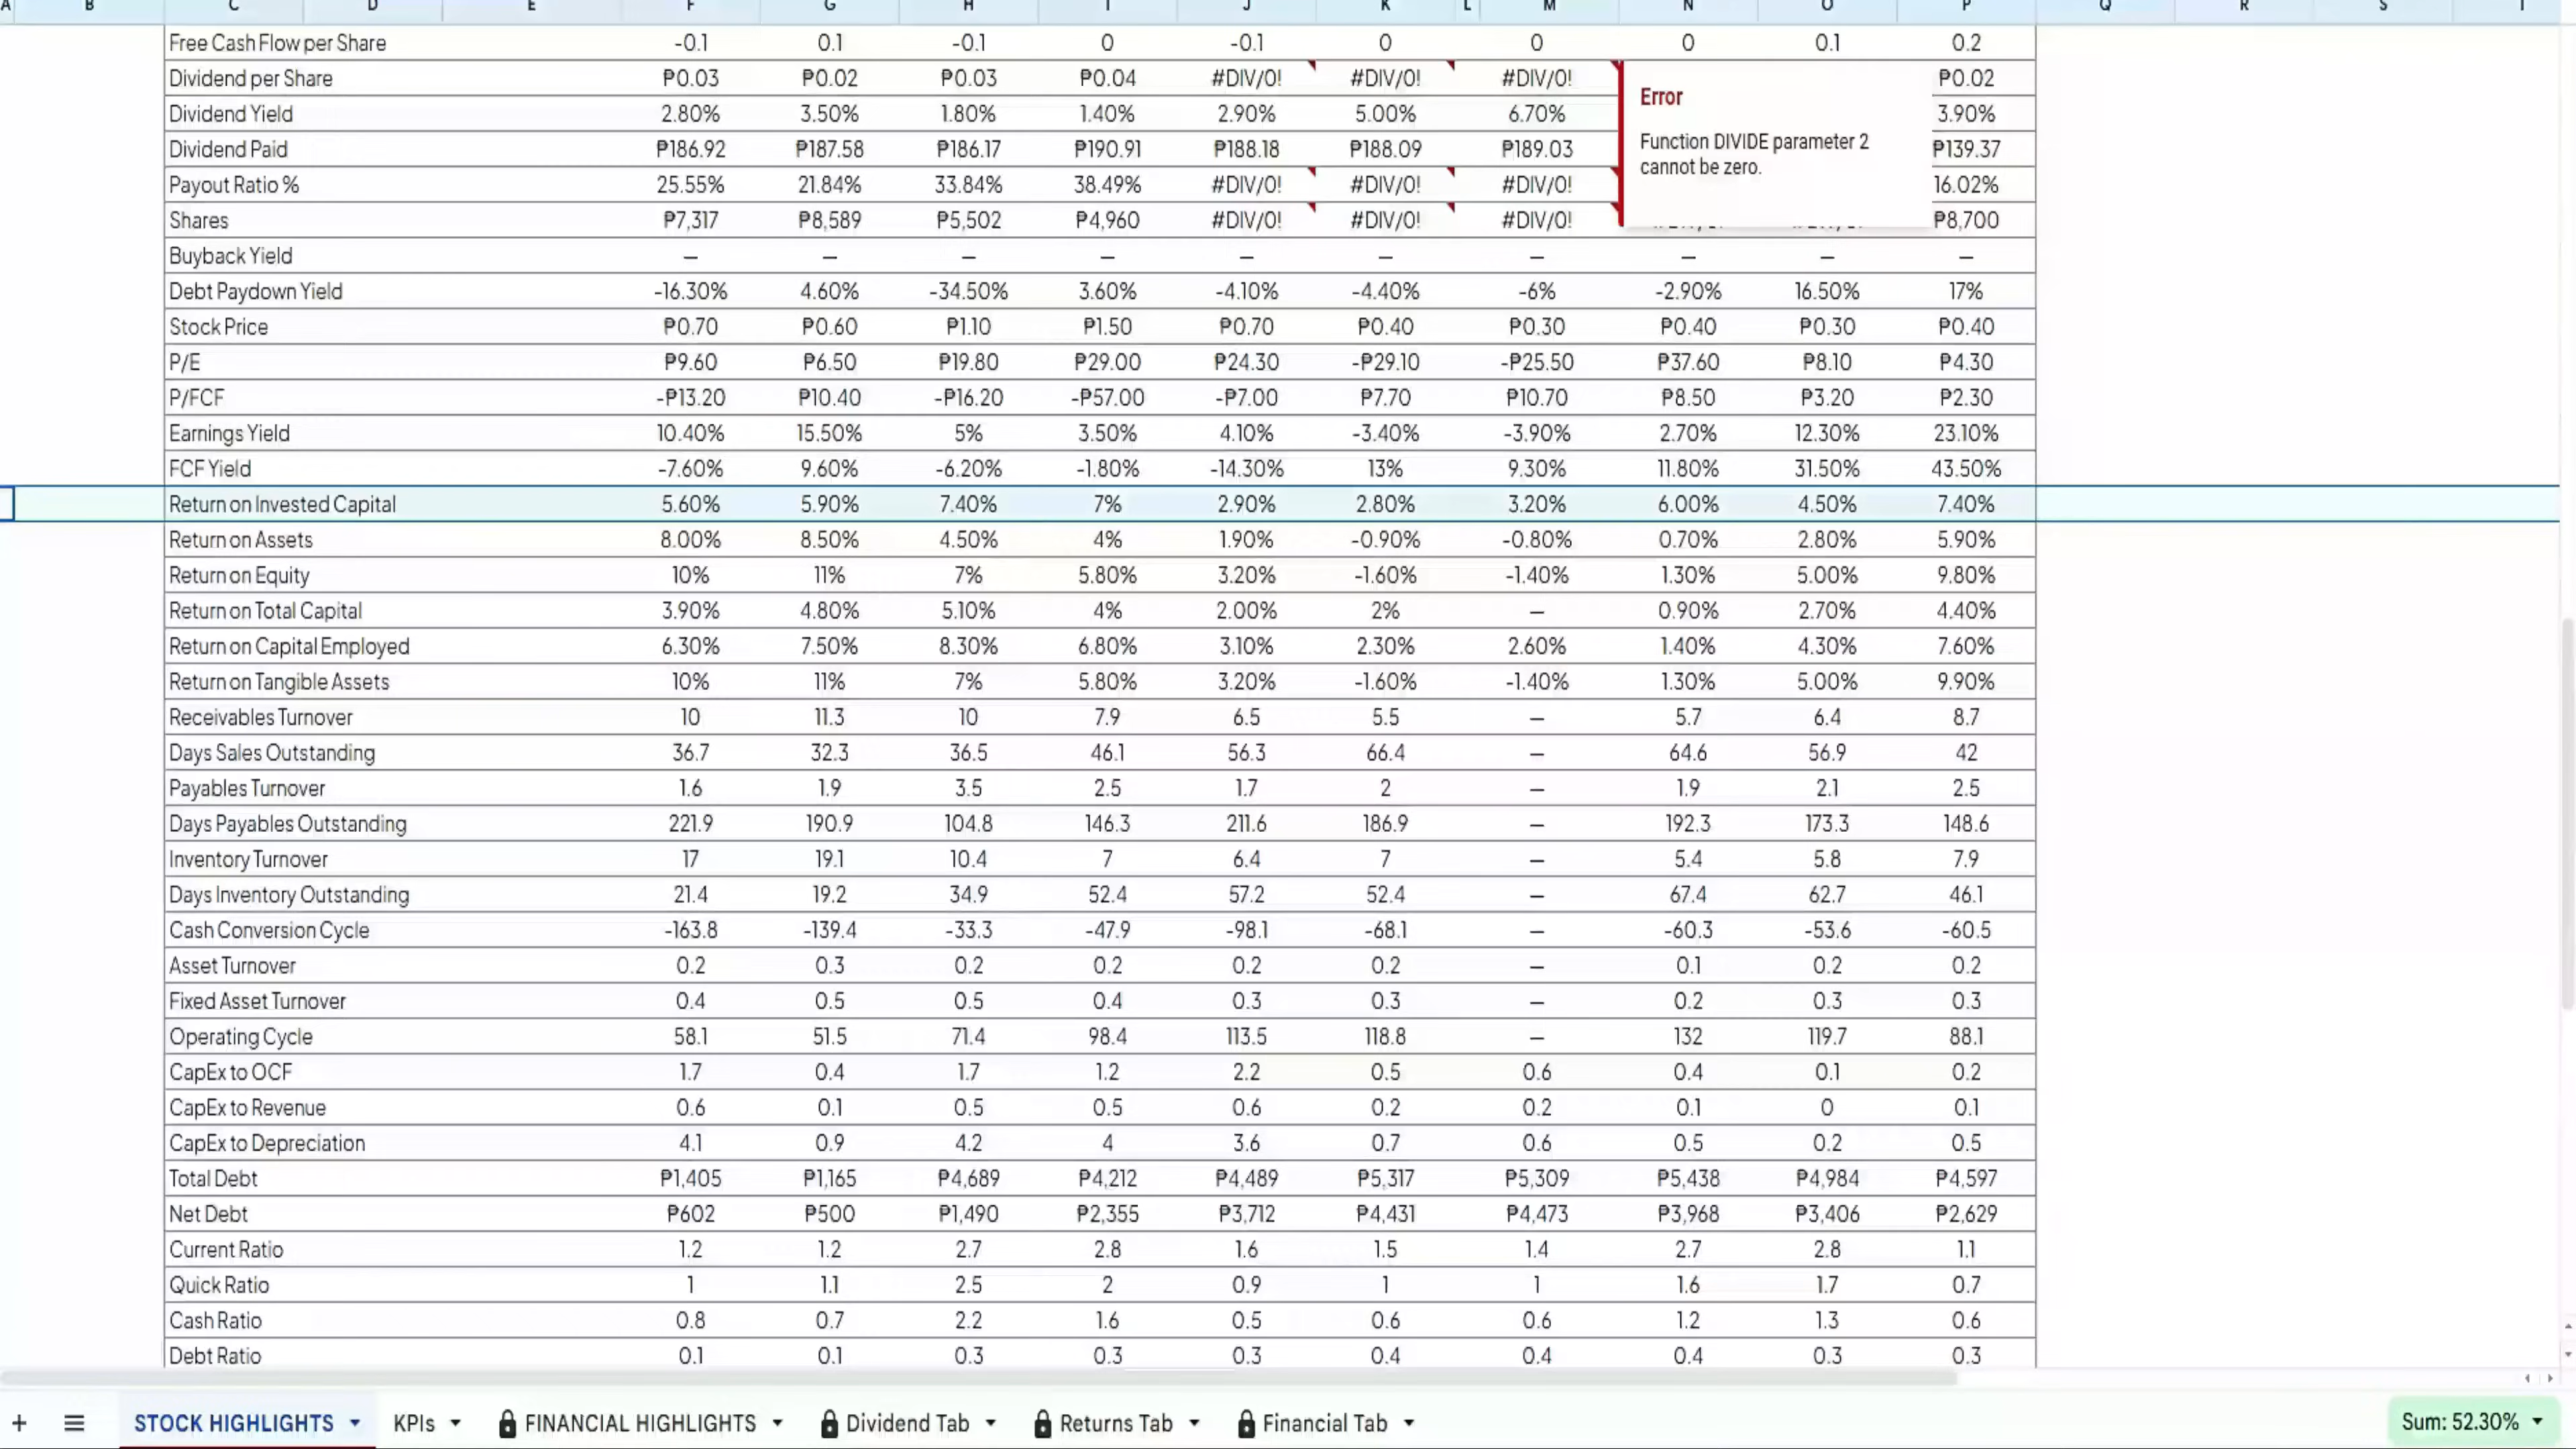 A B C D E F G H I J K L M N O P Q R S T
Free Cash Flow per Share -0.1 0.1 -0.1 0 -0.1 0 0 0 0.1 0.2
Dividend per Share ₱0.03 ₱0.02 ₱0.03 ₱0.04 #DIV/0! #DIV/0! #DIV/0! ₱0.02
Dividend Yield 2.80% 3.50% 1.80% 1.40% 2.90% 5.00% 6.70% 3.90%
Dividend Paid ₱186.92 ₱187.58 ₱186.17 ₱190.91 ₱188.18 ₱188.09 ₱189.03 ₱139.37
Payout Ratio % 25.55% 21.84% 33.84% 38.49% #DIV/0! #DIV/0! #DIV/0! 16.02%
Shares ₱7,317 ₱8,589 ₱5,502 ₱4,960 #DIV/0! #DIV/0! #DIV/0! ₱8,700
Error
Function DIVIDE parameter 2
cannot be zero.
Buyback Yield – – – – – – – – – –
Debt Paydown Yield -16.30% 4.60% -34.50% 3.60% -4.10% -4.40% -6% -2.90% 16.50% 17%
Stock Price ₱0.70 ₱0.60 ₱1.10 ₱1.50 ₱0.70 ₱0.40 ₱0.30 ₱0.40 ₱0.30 ₱0.40
P/E ₱9.60 ₱6.50 ₱19.80 ₱29.00 ₱24.30 -₱29.10 -₱25.50 ₱37.60 ₱8.10 ₱4.30
P/FCF -₱13.20 ₱10.40 -₱16.20 -₱57.00 -₱7.00 ₱7.70 ₱10.70 ₱8.50 ₱3.20 ₱2.30
Earnings Yield 10.40% 15.50% 5% 3.50% 4.10% -3.40% -3.90% 2.70% 12.30% 23.10%
FCF Yield -7.60% 9.60% -6.20% -1.80% -14.30% 13% 9.30% 11.80% 31.50% 43.50%
Return on Invested Capital 5.60% 5.90% 7.40% 7% 2.90% 2.80% 3.20% 6.00% 4.50% 7.40%
Return on Assets 8.00% 8.50% 4.50% 4% 1.90% -0.90% -0.80% 0.70% 2.80% 5.90%
Return on Equity 10% 11% 7% 5.80% 3.20% -1.60% -1.40% 1.30% 5.00% 9.80%
Return on Total Capital 3.90% 4.80% 5.10% 4% 2.00% 2% – 0.90% 2.70% 4.40%
Return on Capital Employed 6.30% 7.50% 8.30% 6.80% 3.10% 2.30% 2.60% 1.40% 4.30% 7.60%
Return on Tangible Assets 10% 11% 7% 5.80% 3.20% -1.60% -1.40% 1.30% 5.00% 9.90%
Receivables Turnover 10 11.3 10 7.9 6.5 5.5 – 5.7 6.4 8.7
Days Sales Outstanding 36.7 32.3 36.5 46.1 56.3 66.4 – 64.6 56.9 42
Payables Turnover 1.6 1.9 3.5 2.5 1.7 2 – 1.9 2.1 2.5
Days Payables Outstanding 221.9 190.9 104.8 146.3 211.6 186.9 – 192.3 173.3 148.6
Inventory Turnover 17 19.1 10.4 7 6.4 7 – 5.4 5.8 7.9
Days Inventory Outstanding 21.4 19.2 34.9 52.4 57.2 52.4 – 67.4 62.7 46.1
Cash Conversion Cycle -163.8 -139.4 -33.3 -47.9 -98.1 -68.1 – -60.3 -53.6 -60.5
Asset Turnover 0.2 0.3 0.2 0.2 0.2 0.2 – 0.1 0.2 0.2
Fixed Asset Turnover 0.4 0.5 0.5 0.4 0.3 0.3 – 0.2 0.3 0.3
Operating Cycle 58.1 51.5 71.4 98.4 113.5 118.8 – 132 119.7 88.1
CapEx to OCF 1.7 0.4 1.7 1.2 2.2 0.5 0.6 0.4 0.1 0.2
CapEx to Revenue 0.6 0.1 0.5 0.5 0.6 0.2 0.2 0.1 0 0.1
CapEx to Depreciation 4.1 0.9 4.2 4 3.6 0.7 0.6 0.5 0.2 0.5
Total Debt ₱1,405 ₱1,165 ₱4,689 ₱4,212 ₱4,489 ₱5,317 ₱5,309 ₱5,438 ₱4,984 ₱4,597
Net Debt ₱602 ₱500 ₱1,490 ₱2,355 ₱3,712 ₱4,431 ₱4,473 ₱3,968 ₱3,406 ₱2,629
Current Ratio 1.2 1.2 2.7 2.8 1.6 1.5 1.4 2.7 2.8 1.1
Quick Ratio 1 1.1 2.5 2 0.9 1 1 1.6 1.7 0.7
Cash Ratio 0.8 0.7 2.2 1.6 0.5 0.6 0.6 1.2 1.3 0.6
Debt Ratio 0.1 0.1 0.3 0.3 0.3 0.4 0.4 0.4 0.3 0.3
STOCK HIGHLIGHTS KPIs FINANCIAL HIGHLIGHTS Dividend Tab Returns Tab Financial Tab Sum: 52.30%